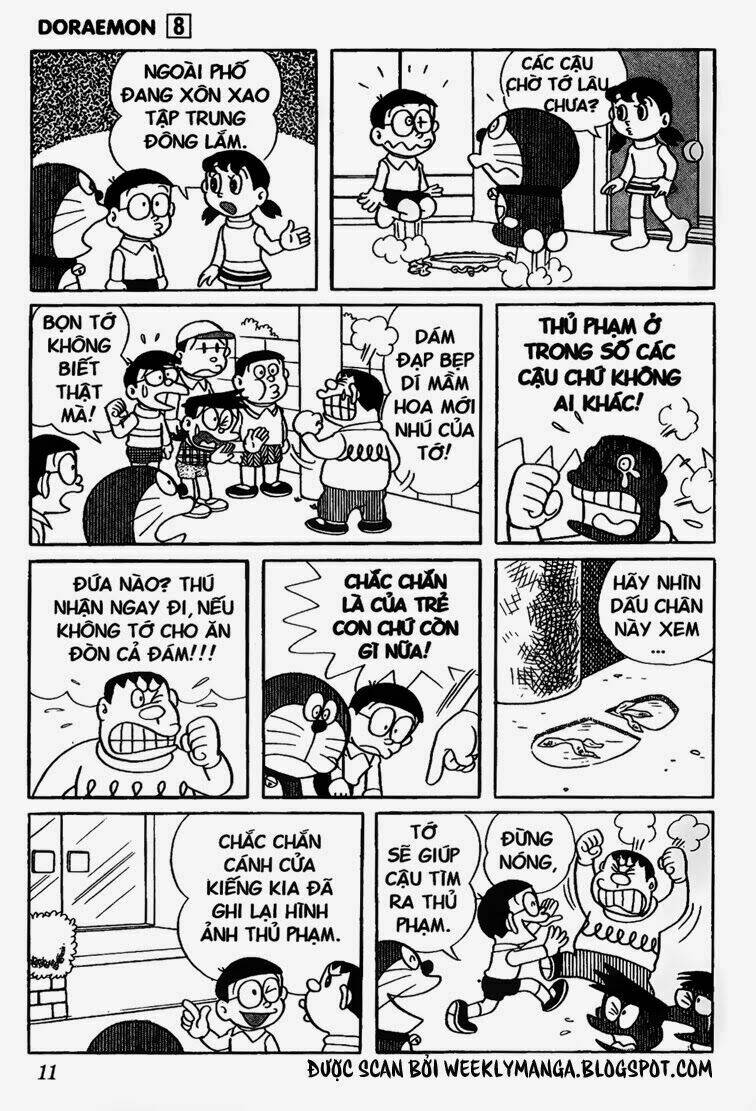 DORAEMON 8
CÁC CẬU
CHỜ TỚ LÂU
CHƯA?
NGOÀI PHỐ
ĐANG XÔN XAO
TẬP TRUNG
ĐÔNG LẮM.
THỦ PHẠM Ở
TRONG SỐ CÁC
CẬU CHỨ KHÔNG
AI KHÁC!
DÁM
ĐẠP BẸP
DÍ MẦM
HOA MỚI
NHÚ CỦA
TỚ!
BỌN TỚ
KHÔNG
BIẾT
THẬT
MÀ!
HÃY NHÌN
DẤU CHÂN
NÀY XEM
...
CHẮC CHẮN
LÀ CỦA TRẺ
CON CHỨ CÒN
GÌ NỮA!
ĐỨA NÀO? THÚ
NHẬN NGAY ĐI, NẾU
KHÔNG TỚ CHO ĂN
ĐÒN CẢ ĐÁM!!!
ĐỪNG
NÓNG,
TỚ
SẼ GIÚP
CẬU TÌM
RA THỦ
PHẠM.
CHẮC CHẮN
CÁNH CỬA
KIẾNG KIA ĐÃ
GHI LẠI HÌNH
ẢNH THỦ PHẠM.
11
ĐƯỢC SCAN BỞI WEEKLYMANGA.BLOGSPOT.COM